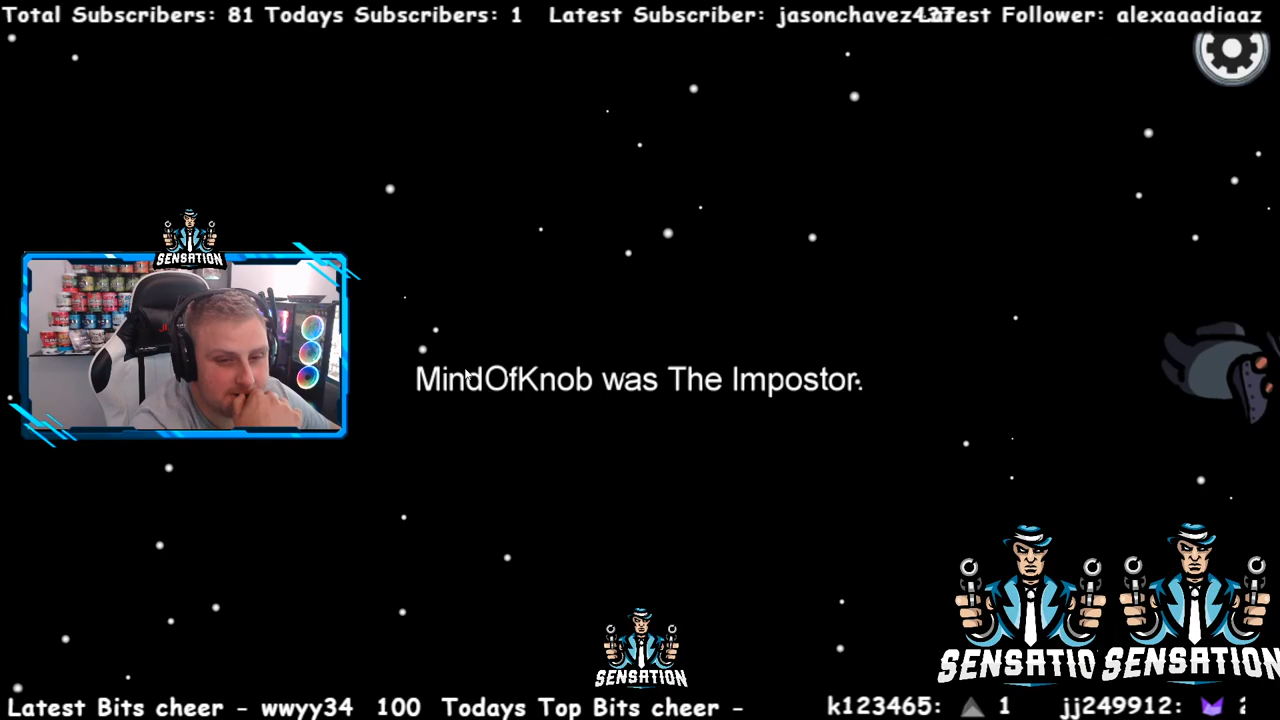 Total Subscribers: 81 Todays Subscribers: 1 Latest Subscriber: jasonchavez437 Latest Follower: alexaaadiaaz
SENSATION
MindOfKnob was The Impostor.
SENSATIO
SENSATION
SENSATION
Latest Bits cheer - wwyy34 100 Todays Top Bits cheer - k123465: 1 jj249912: